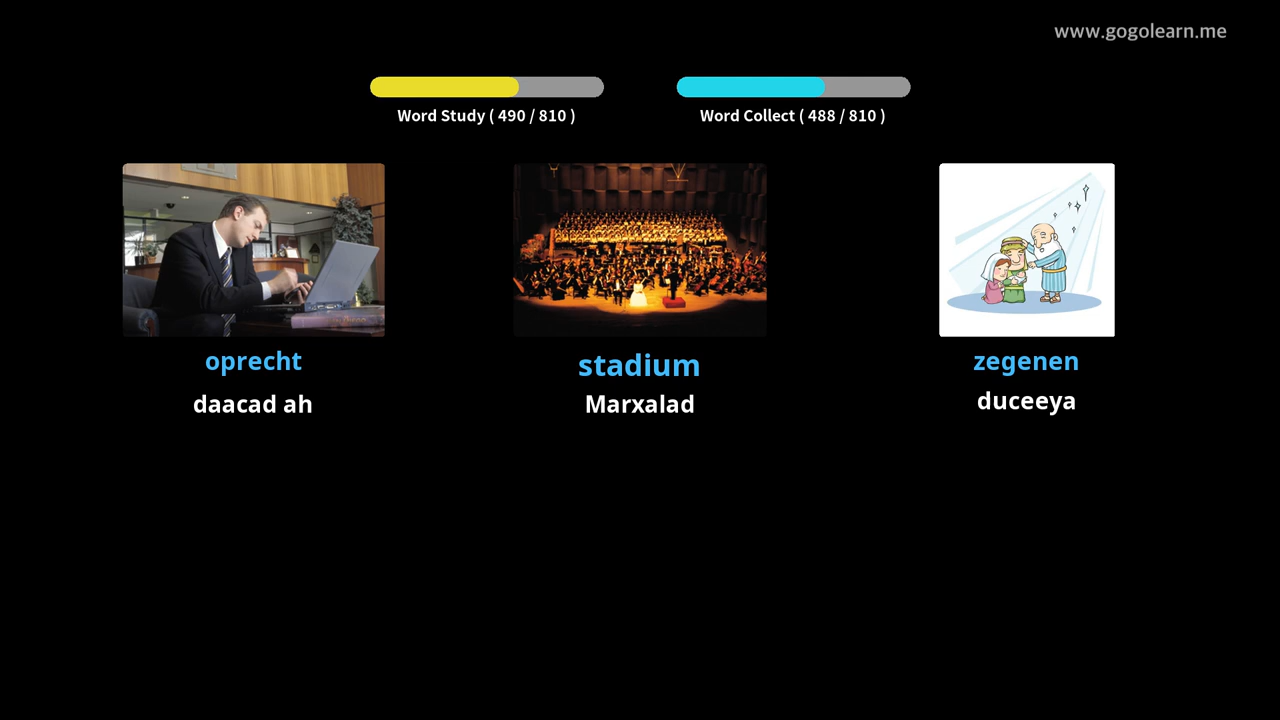 www.gogolearn.me
Word Study ( 490 / 810 )
Word Collect ( 488 / 810 )
oprecht
daacad ah
stadium
Marxalad
zegenen
duceeya